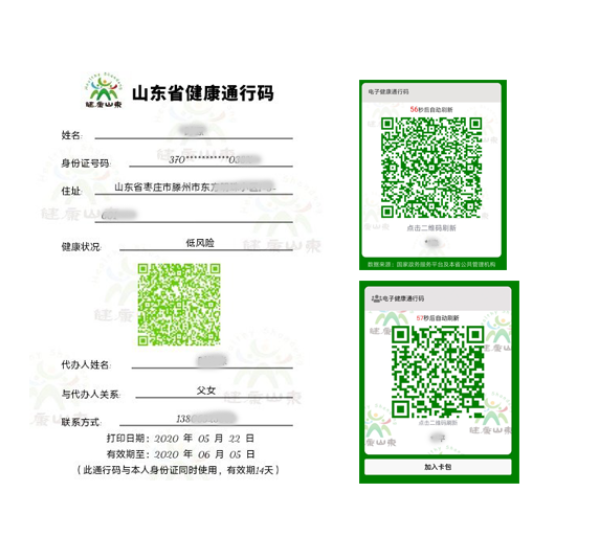 山东省健康通行码
健康山东
姓名:
身份证号码: 370***********03
住址: 山东省枣庄市滕州市东
健康状况: 低风险
代办人姓名:
与代办人关系: 父女
联系方式: 138
打印日期: 2020 年 05 月 22 日
有效期至: 2020 年 06 月 05 日
(此通行码与本人身份证同时使用，有效期14天)
电子健康通行码
56秒后自动刷新
点击二维码刷新
数据来源：国家政务服务平台及本省公共管理机构
电子健康通行码
57秒后自动刷新
点击二维码刷新
加入卡包